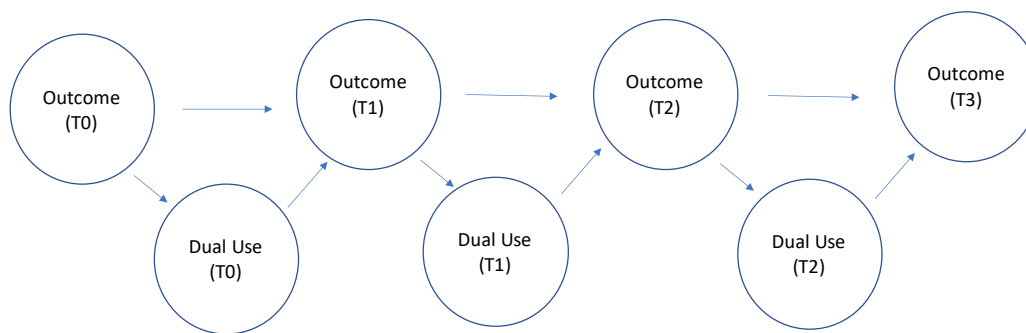 Outcome
(T0)
Outcome
(T1)
Outcome
(T2)
Outcome
(T3)
Dual Use
(T0)
Dual Use
(T1)
Dual Use
(T2)